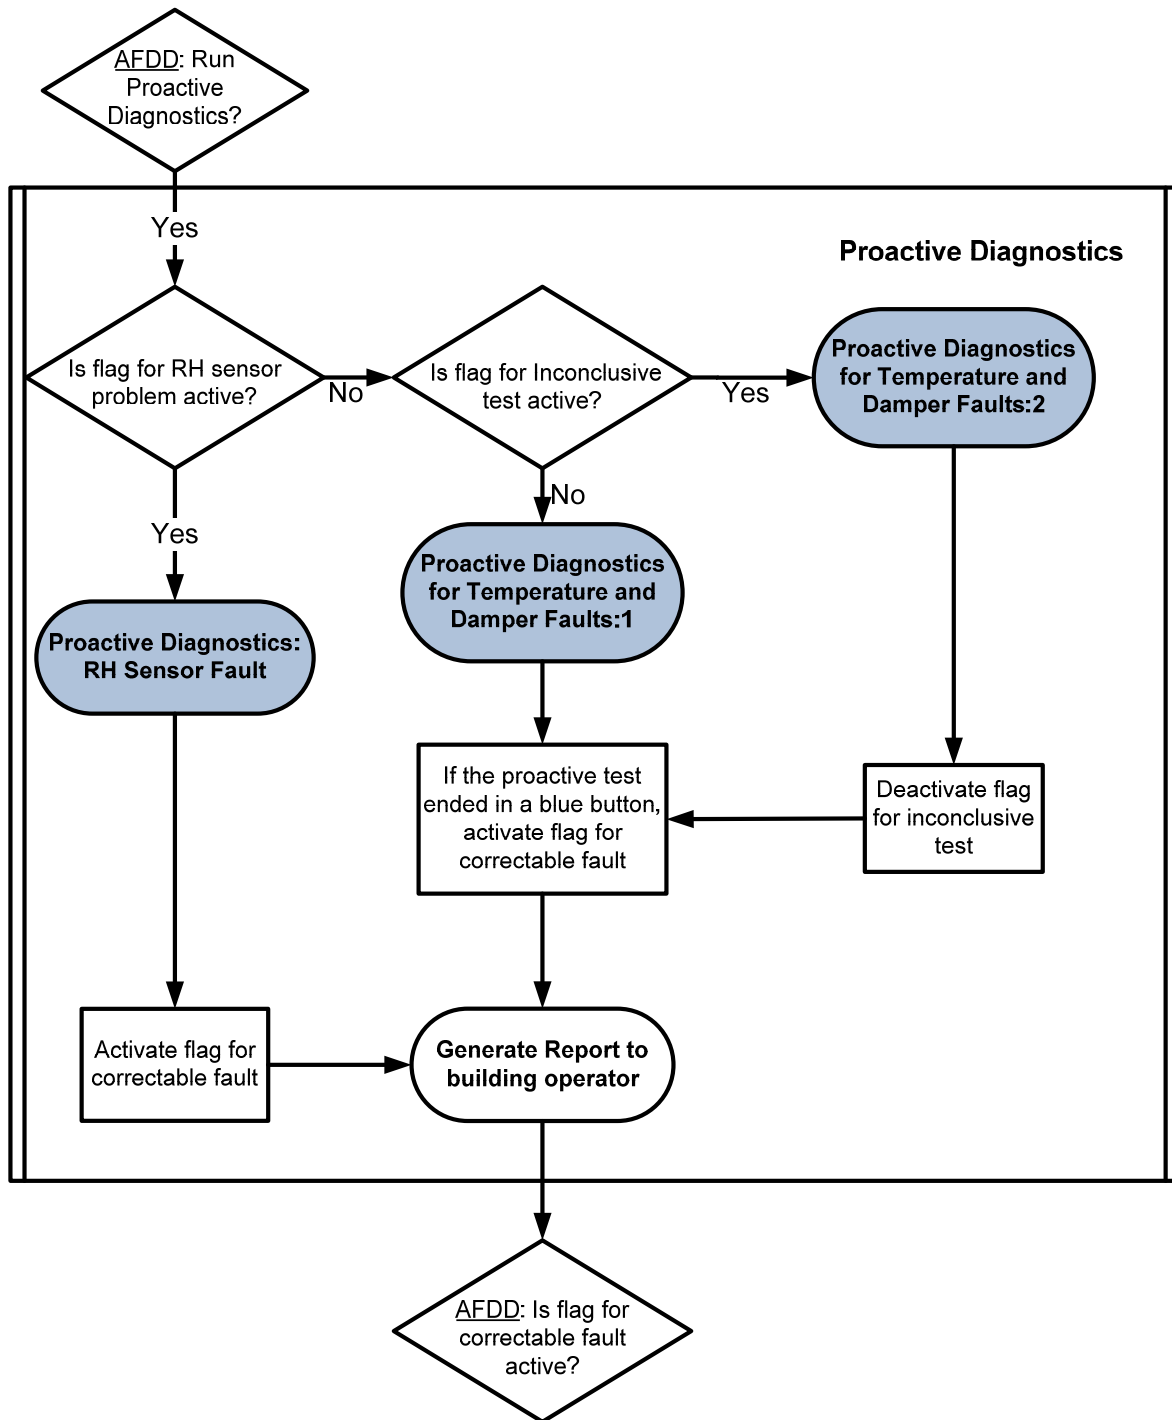 AFDD: Run
Proactive
Diagnostics?
Yes
Proactive Diagnostics
Is flag for RH sensor
problem active?
No
Is flag for Inconclusive
test active?
Yes
Proactive Diagnostics
for Temperature and
Damper Faults:2
No
Yes
Proactive Diagnostics
for Temperature and
Damper Faults:1
Proactive Diagnostics:
RH Sensor Fault
If the proactive test
ended in a blue button,
activate flag for
correctable fault
Deactivate flag
for inconclusive
test
Activate flag for
correctable fault
Generate Report to
building operator
AFDD: Is flag for
correctable fault
active?